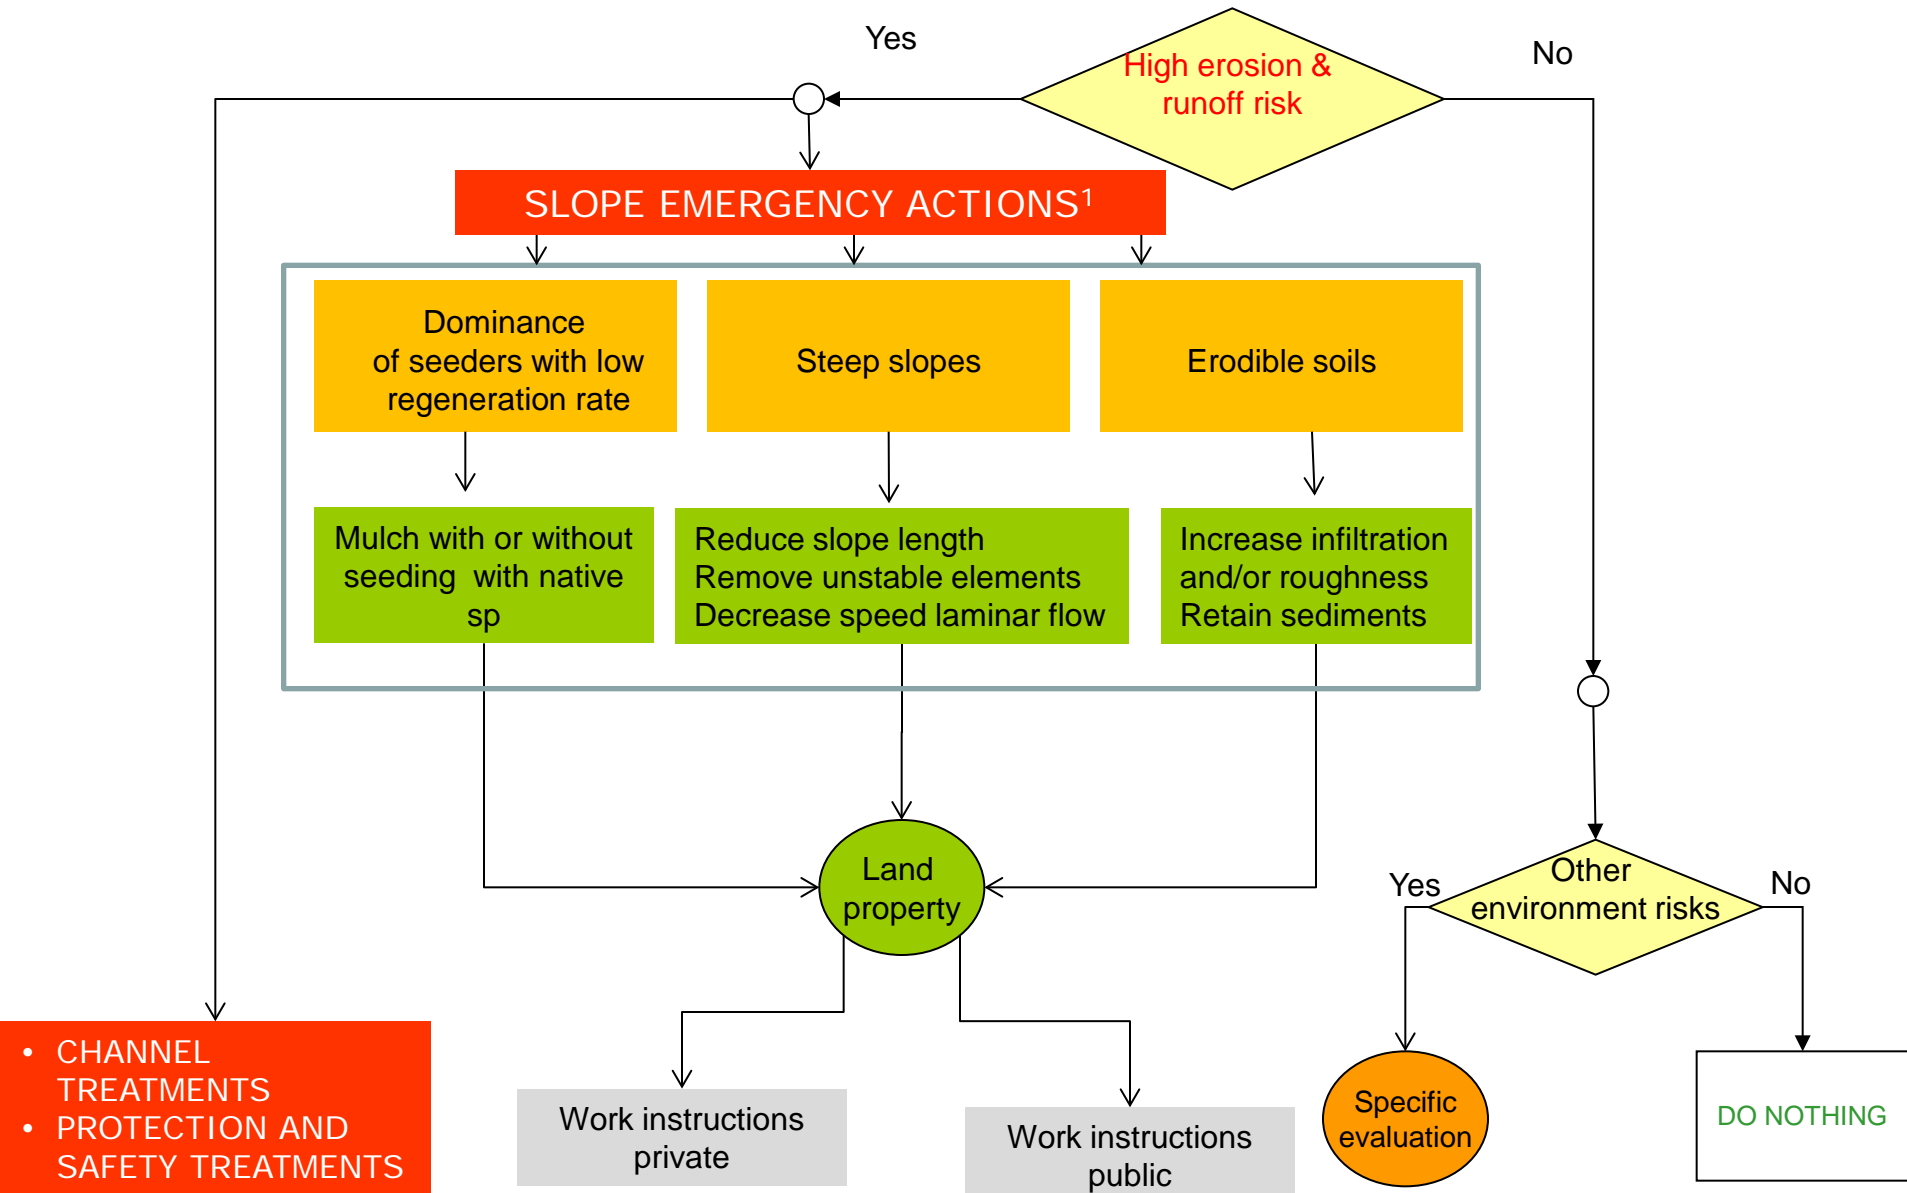 Yes
High erosion &
runoff risk
No
SLOPE EMERGENCY ACTIONS¹
Dominance
of seeders with low
regeneration rate
Steep slopes
Erodible soils
Mulch with or without
seeding with native
sp
Reduce slope length
Remove unstable elements
Decrease speed laminar flow
Increase infiltration
and/or roughness
Retain sediments
Land
property
Yes
Other
environment risks
No
• CHANNEL
TREATMENTS
• PROTECTION AND
SAFETY TREATMENTS
Work instructions
private
Work instructions
public
Specific
evaluation
DO NOTHING